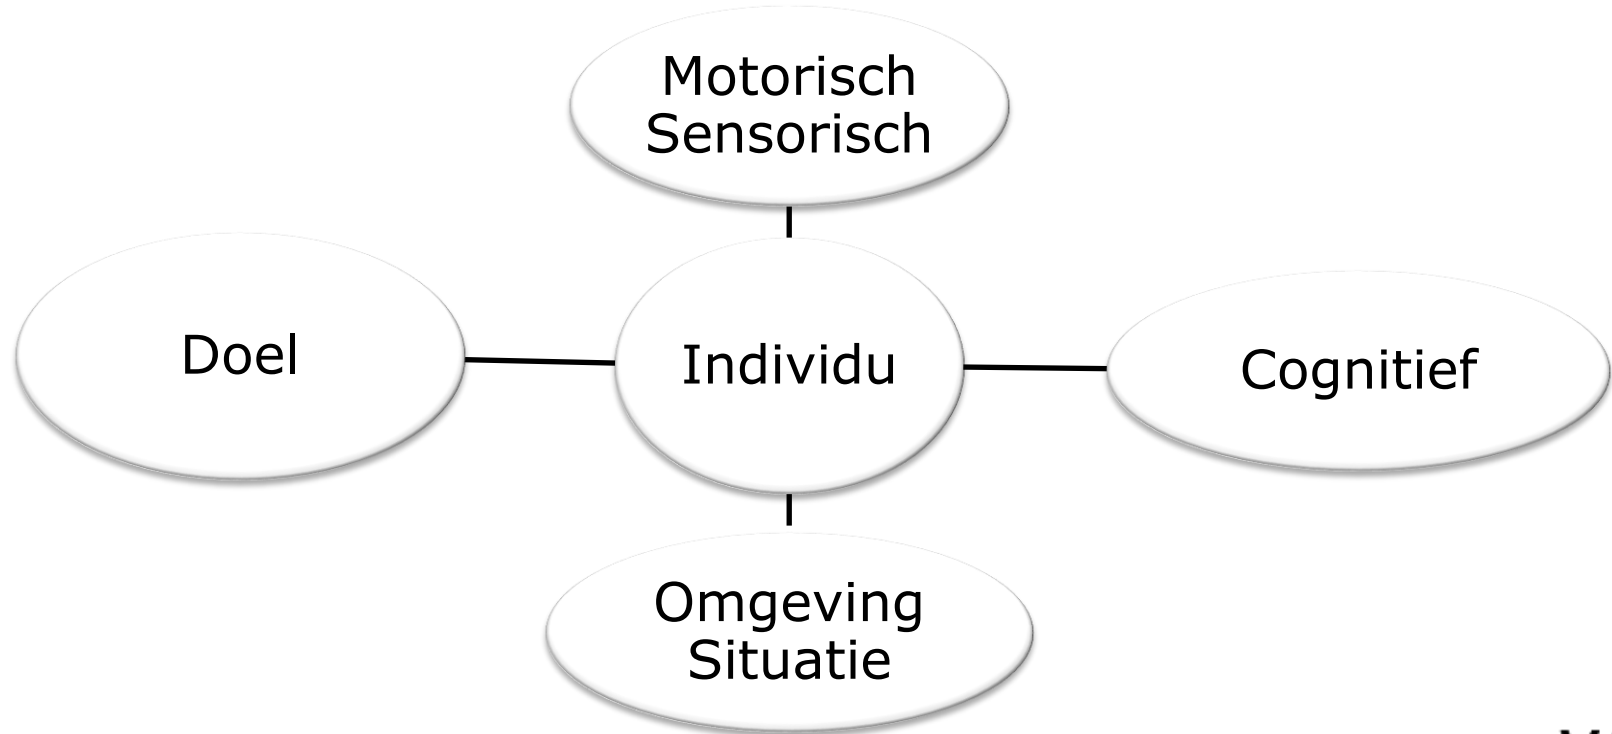 Motorisch
Sensorisch
Doel
Individu
Cognitief
Omgeving
Situatie